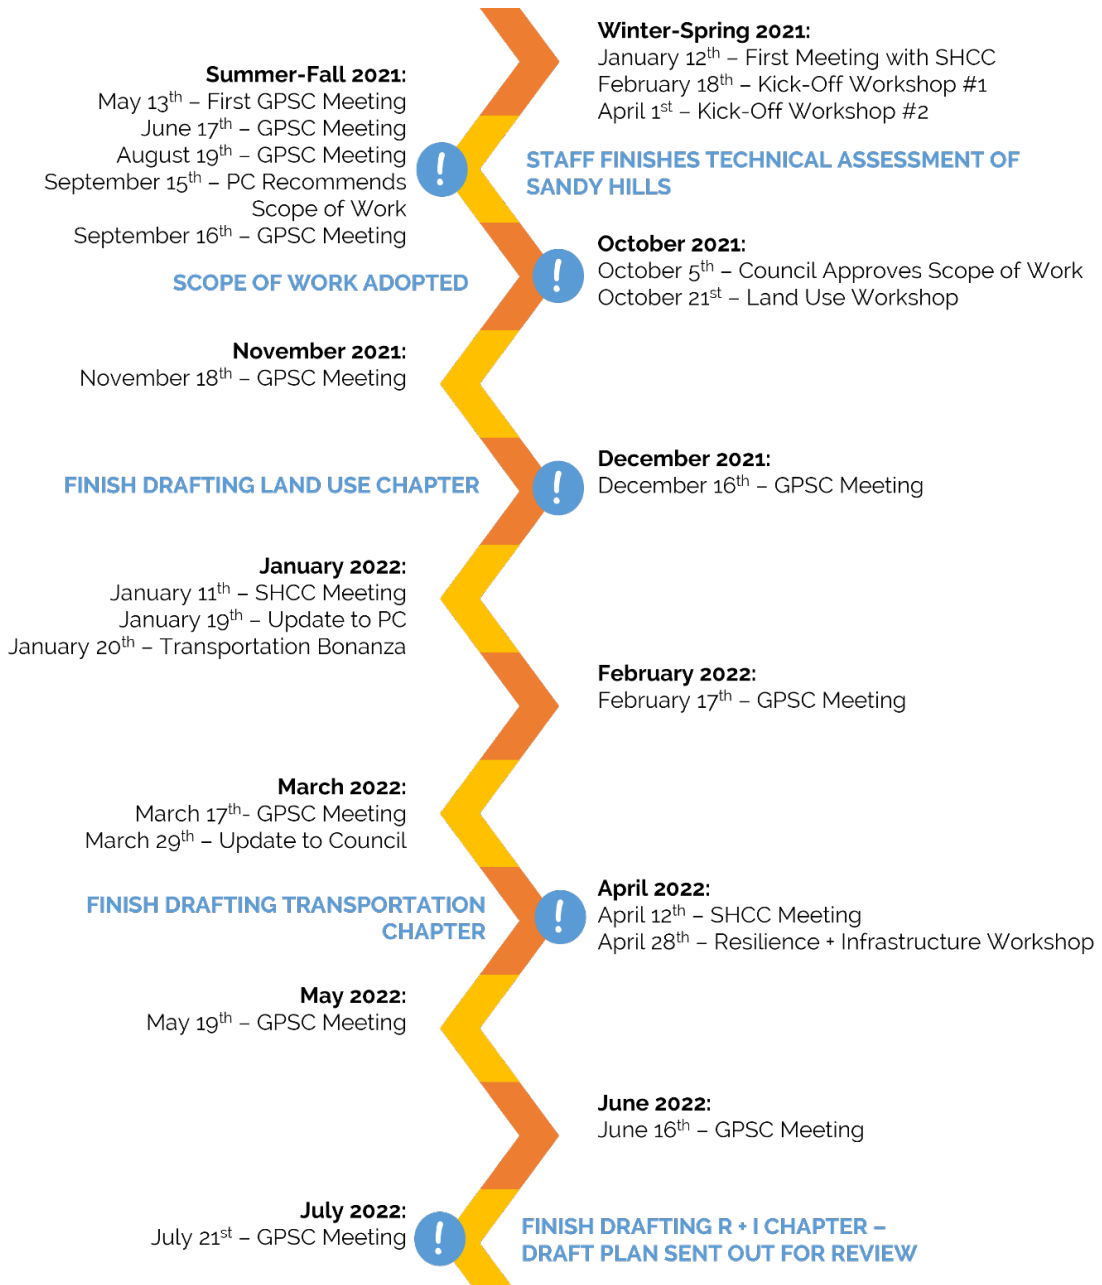 Winter-Spring 2021:
January 12th – First Meeting with SHCC
February 18th – Kick-Off Workshop #1
April 1st – Kick-Off Workshop #2
Summer-Fall 2021:
May 13th – First GPSC Meeting
June 17th – GPSC Meeting
August 19th – GPSC Meeting
September 15th – PC Recommends
Scope of Work
September 16th – GPSC Meeting
!
STAFF FINISHES TECHNICAL ASSESSMENT OF
SANDY HILLS
October 2021:
October 5th – Council Approves Scope of Work
October 21st – Land Use Workshop
!
SCOPE OF WORK ADOPTED
November 2021:
November 18th – GPSC Meeting
December 2021:
December 16th – GPSC Meeting
!
FINISH DRAFTING LAND USE CHAPTER
January 2022:
January 11th – SHCC Meeting
January 19th – Update to PC
January 20th – Transportation Bonanza
February 2022:
February 17th – GPSC Meeting
March 2022:
March 17th- GPSC Meeting
March 29th – Update to Council
April 2022:
April 12th – SHCC Meeting
April 28th – Resilience + Infrastructure Workshop
!
FINISH DRAFTING TRANSPORTATION
CHAPTER
May 2022:
May 19th – GPSC Meeting
June 2022:
June 16th – GPSC Meeting
July 2022:
July 21st – GPSC Meeting
!
FINISH DRAFTING R + I CHAPTER –
DRAFT PLAN SENT OUT FOR REVIEW